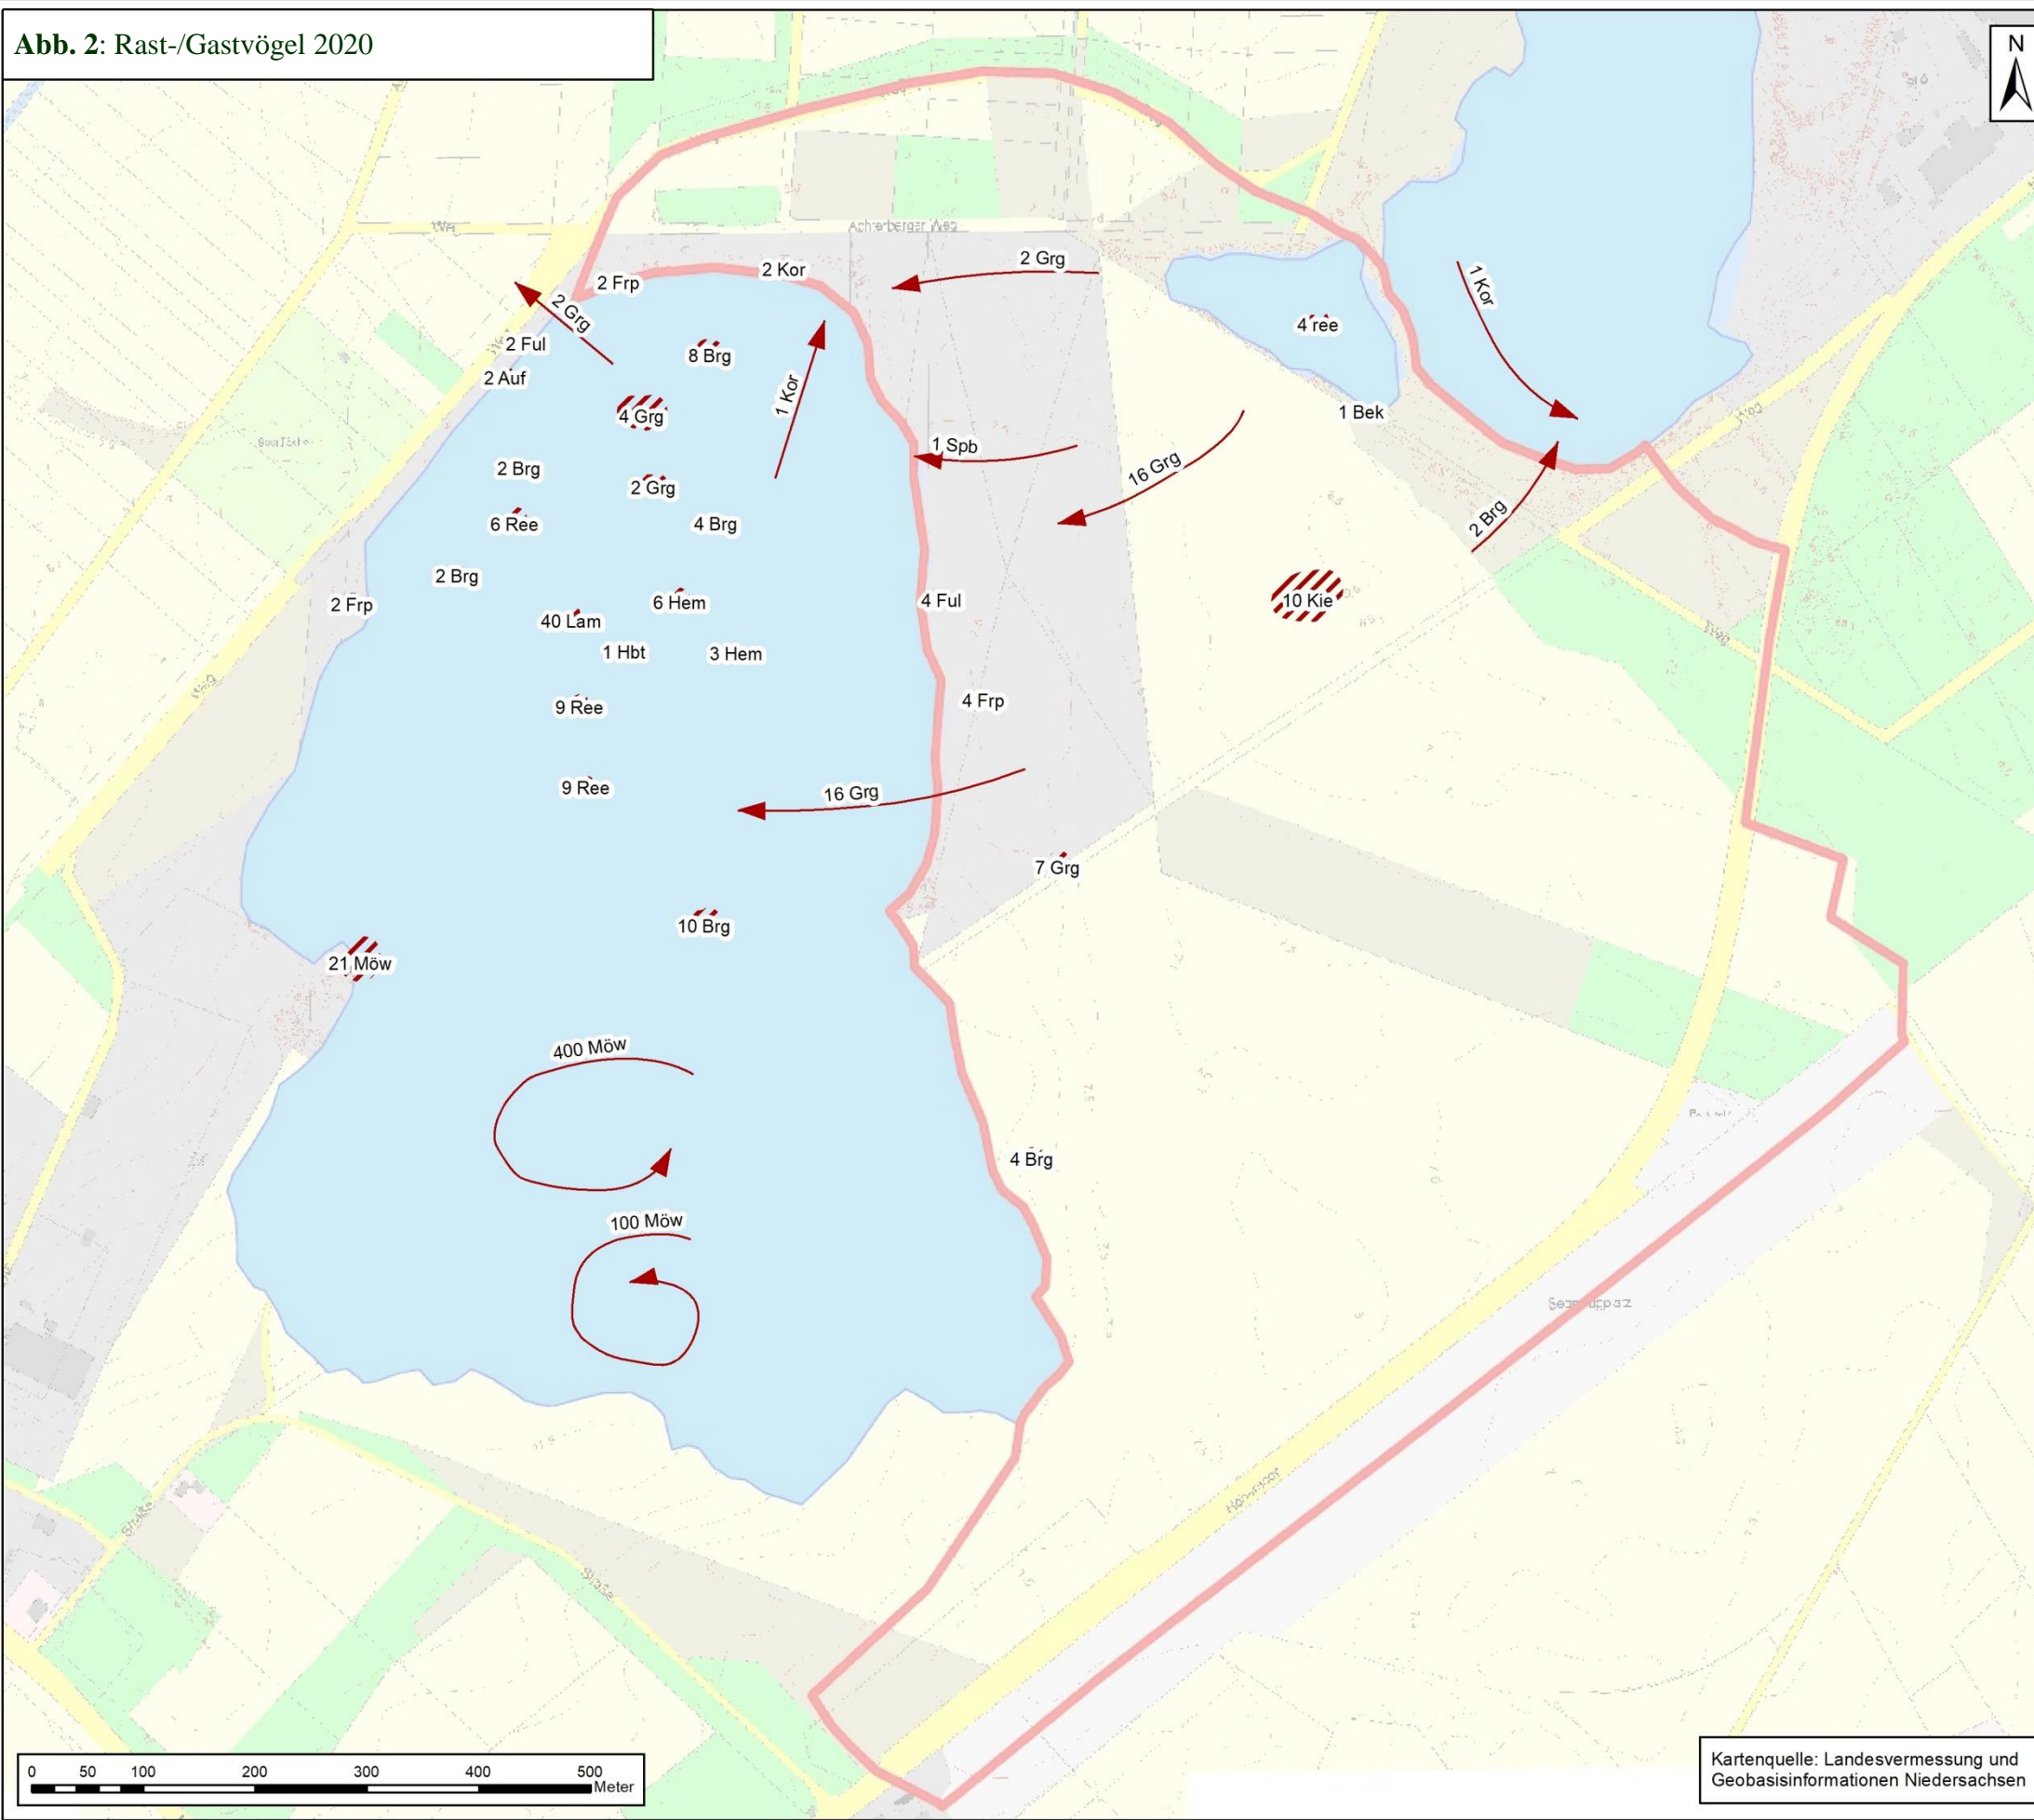 Abb. 2: Rast-/Gastvögel 2020
N
Achterberger Weg
2 Grg
2 Kor
2 Frp
1 Kor
2 Grg
4 ree
2 Ful
8 Brg
2 Auf
1 Kor
4 Grg
1 Bek
1 Spb
2 Brg
16 Grg
2 Grg
6 Ree
4 Brg
2 Brg
2 Brg
10 Kie
2 Frp
6 Hem
4 Ful
40 Lam
1 Hbt
3 Hem
4 Frp
9 Ree
9 Ree
16 Grg
7 Grg
10 Brg
21 Möw
400 Möw
4 Brg
100 Möw
Straße
Straße
0 50 100 200 300 400 500
Meter
Kartenquelle: Landesvermessung und
Geobasisinformationen Niedersachsen